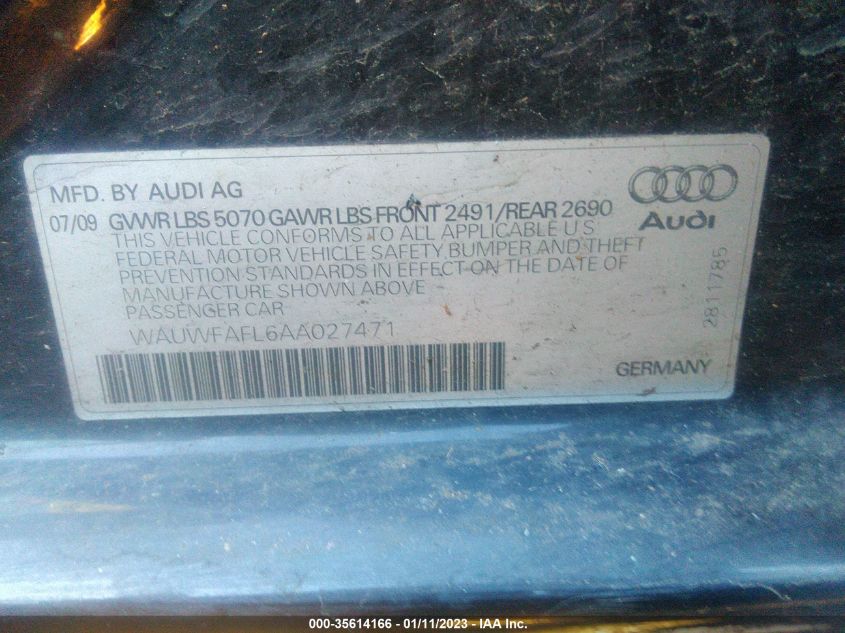 MFD. BY AUDI AG
07/09 GVWR LBS 5070 GAWR LBS FRONT 2491/REAR 2690
THIS VEHICLE CONFORMS TO ALL APPLICABLE U S
FEDERAL MOTOR VEHICLE SAFETY, BUMPER AND THEFT
PREVENTION STANDARDS IN EFFECT ON THE DATE OF
MANUFACTURE SHOWN ABOVE
PASSENGER CAR
WAUWFAFL6AA027471
Audi
2811785
GERMANY
000-35614166 - 01/11/2023 - IAA Inc.